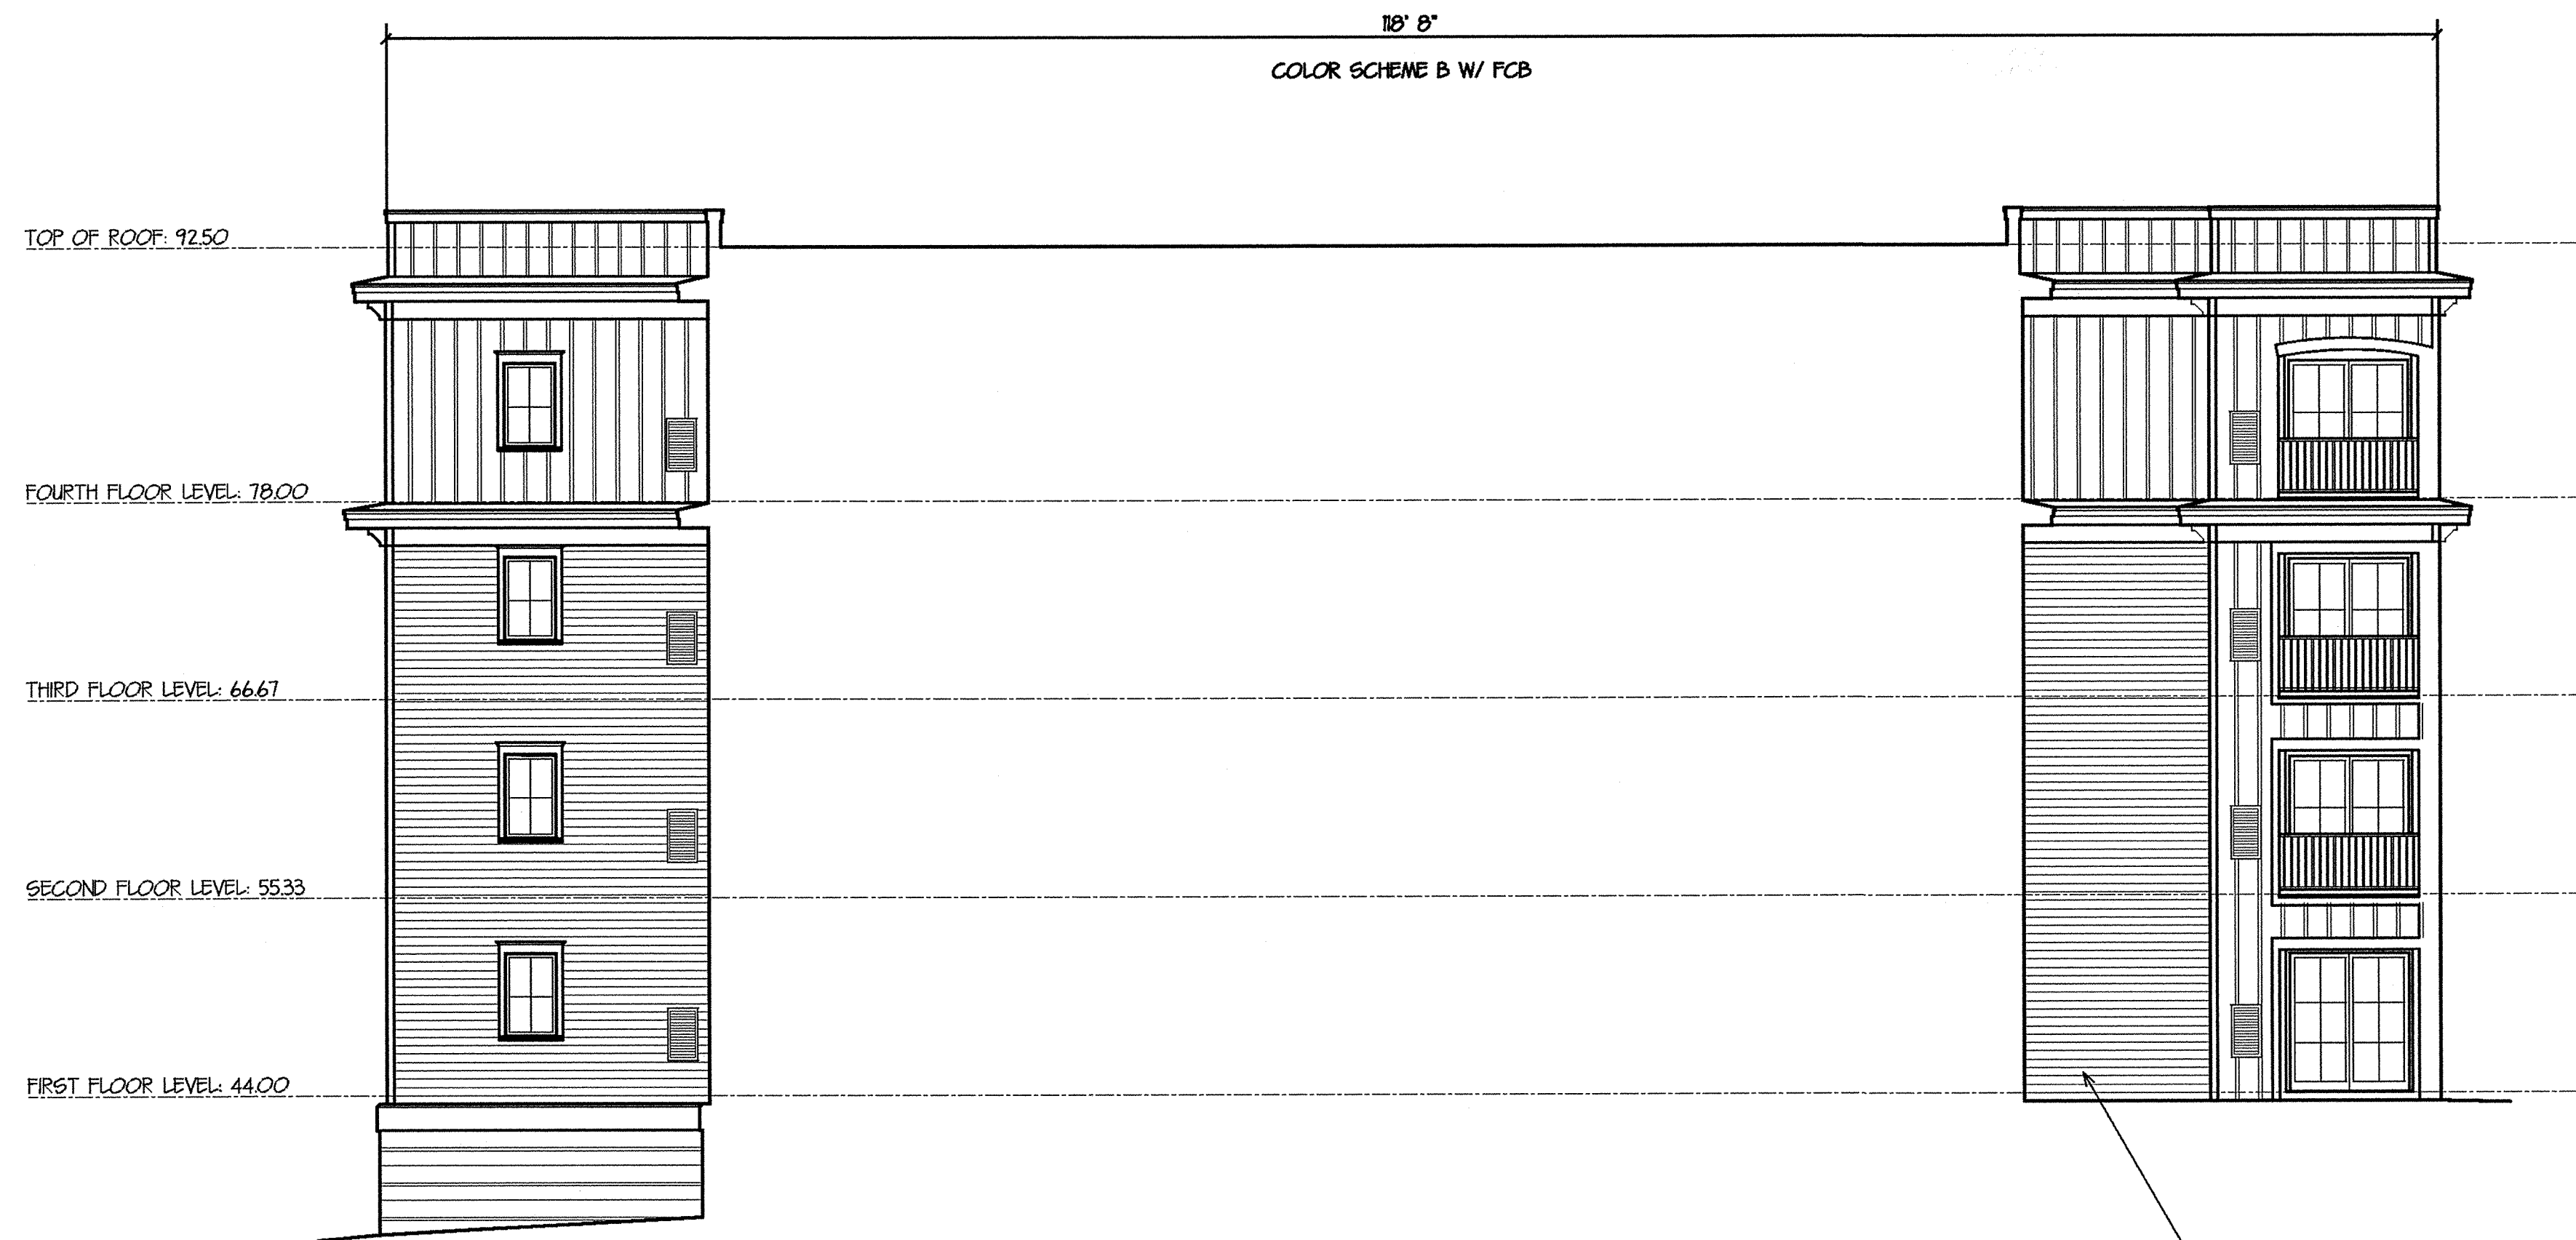 118' 8"
COLOR SCHEME B W/ FCB
TOP OF ROOF: 92.50
FOURTH FLOOR LEVEL: 78.00
THIRD FLOOR LEVEL: 66.67
SECOND FLOOR LEVEL: 55.33
FIRST FLOOR LEVEL: 44.00